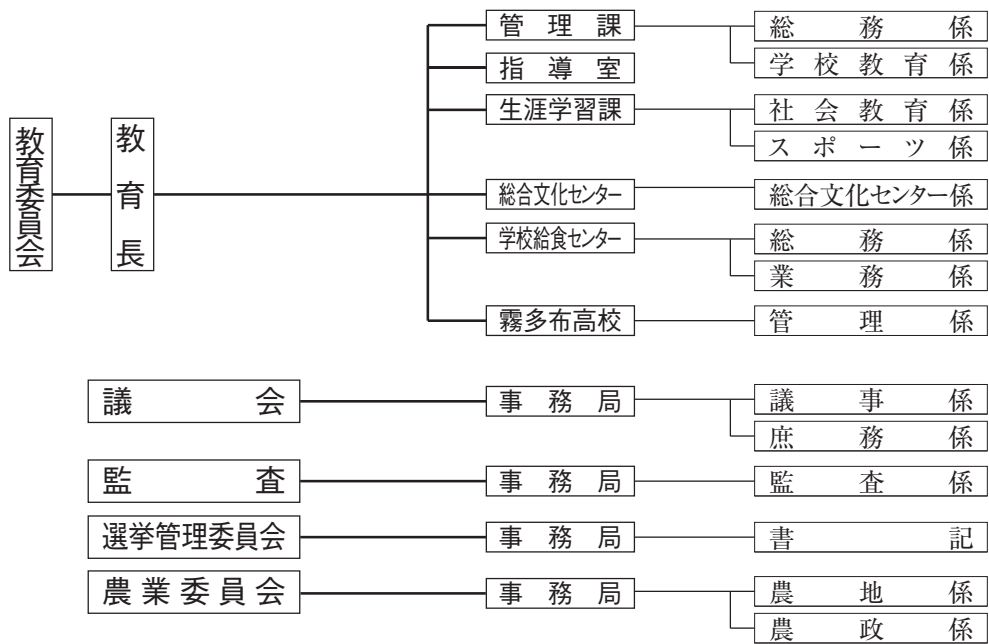 教育委員会
教育長
管理課
総務係
学校教育係
指導室
生涯学習課
社会教育係
スポーツ係
総合文化センター
総合文化センター係
学校給食センター
総務係
業務係
霧多布高校
管理係
議会
事務局
議事係
庶務係
監査
事務局
監査係
選挙管理委員会
事務局
書記
農業委員会
事務局
農地係
農政係